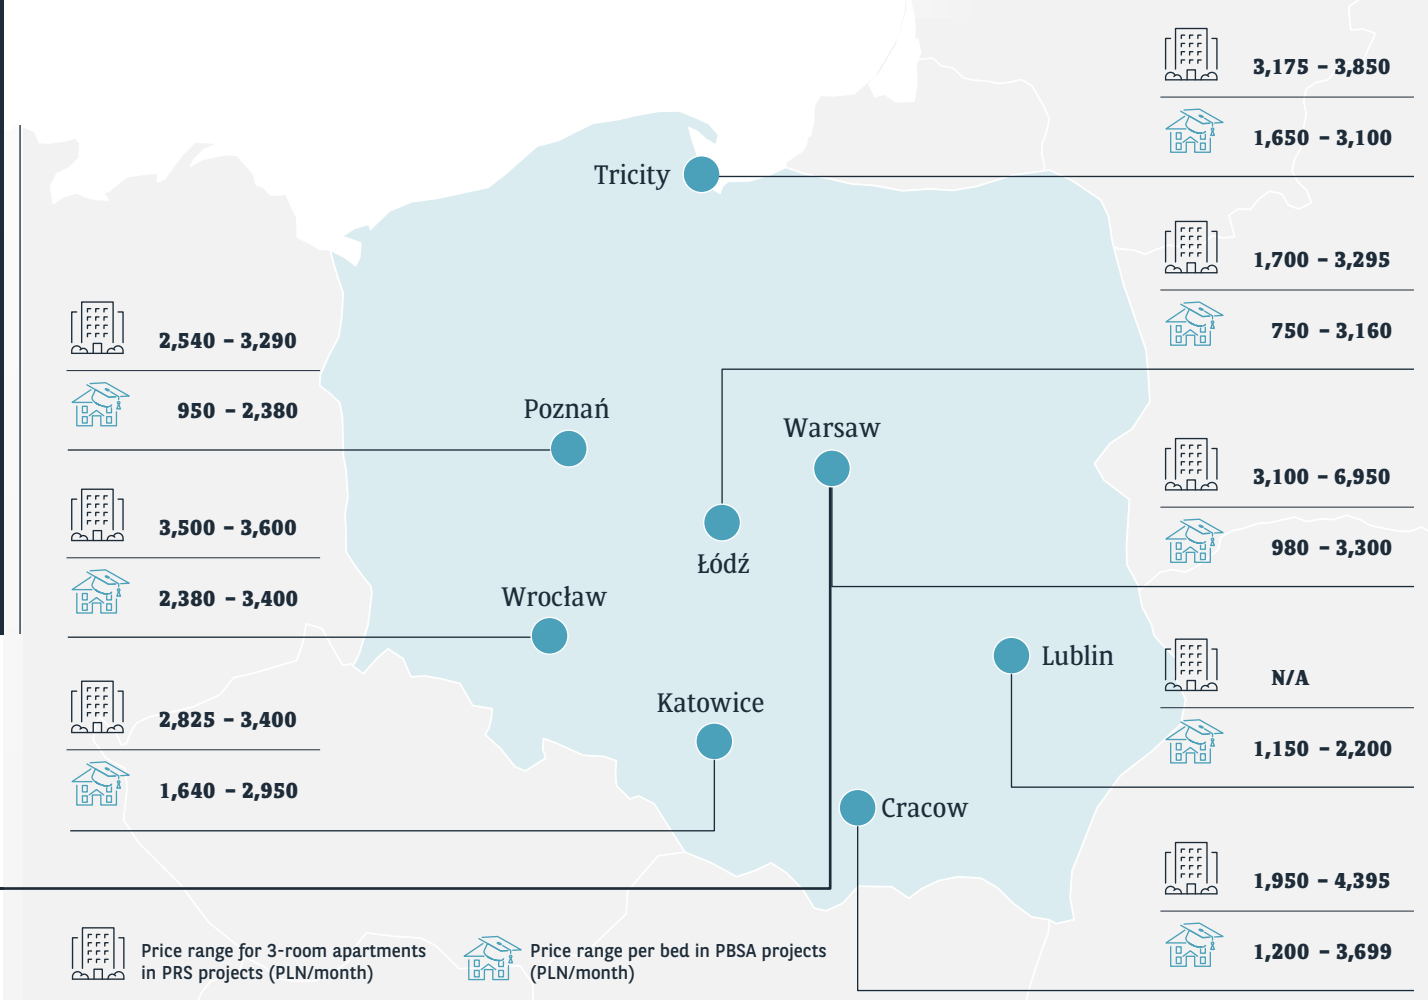 3,175 – 3,850
1,650 – 3,100
Tricity
1,700 – 3,295
750 – 3,160
2,540 – 3,290
950 – 2,380
Poznań
Warsaw
3,100 – 6,950
980 – 3,300
3,500 – 3,600
2,380 – 3,400
Łódź
Wrocław
Lublin
N/A
1,150 – 2,200
2,825 – 3,400
1,640 – 2,950
Katowice
Cracow
1,950 – 4,395
1,200 – 3,699
Price range for 3-room apartments
in PRS projects (PLN/month)
Price range per bed in PBSA projects
(PLN/month)